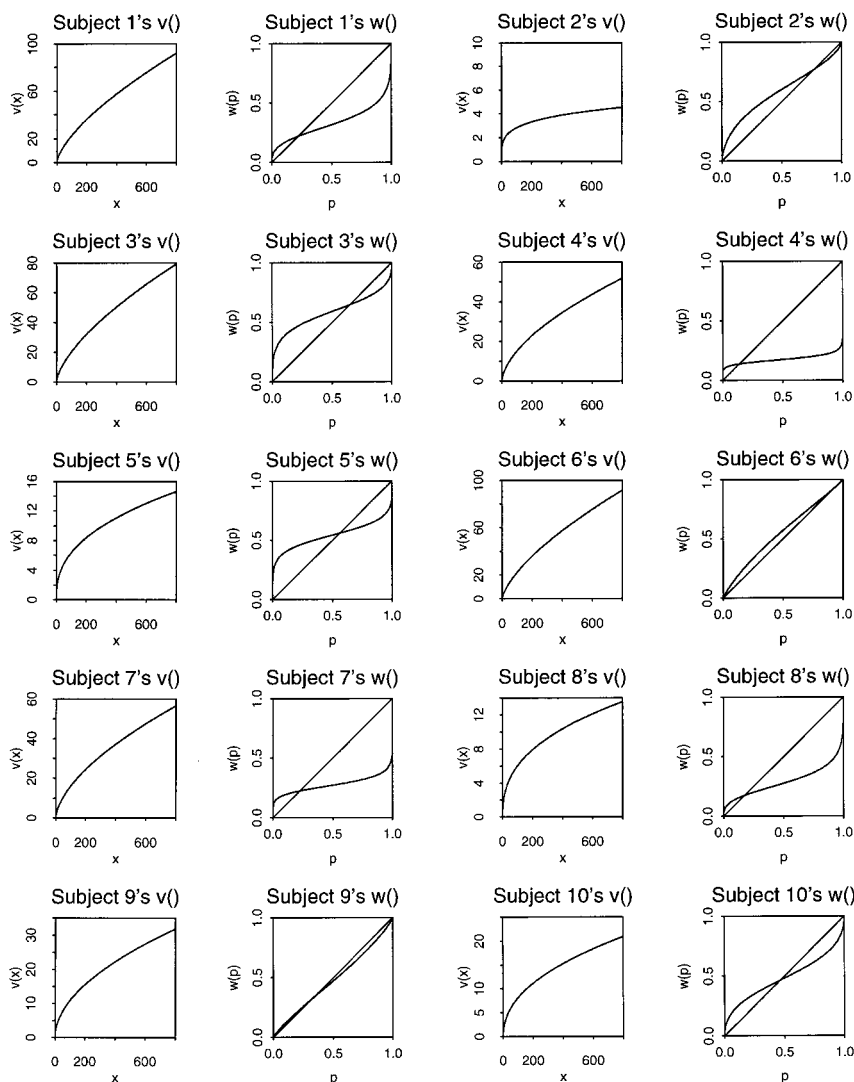 Subject 1's v() Subject 1's w() Subject 2's v() Subject 2's w()
v(x)
100
60
20
0
0 200 600
x
w(p)
1.0
0.5
0.0
0.0 0.5 1.0
p
v(x)
10
8
6
4
2
0
0 200 600
x
w(p)
1.0
0.5
0.0
0.0 0.5 1.0
p
Subject 3's v() Subject 3's w() Subject 4's v() Subject 4's w()
v(x)
80
60
40
20
0
0 200 600
x
w(p)
1.0
0.5
0.0
0.0 0.5 1.0
p
v(x)
60
40
20
0
0 200 600
x
w(p)
1.0
0.5
0.0
0.0 0.5 1.0
p
Subject 5's v() Subject 5's w() Subject 6's v() Subject 6's w()
v(x)
16
12
8
4
0
0 200 600
x
w(p)
1.0
0.5
0.0
0.0 0.5 1.0
p
v(x)
100
60
20
0
0 200 600
x
w(p)
1.0
0.5
0.0
0.0 0.5 1.0
p
Subject 7's v() Subject 7's w() Subject 8's v() Subject 8's w()
v(x)
60
40
20
0
0 200 600
x
w(p)
1.0
0.5
0.0
0.0 0.5 1.0
p
v(x)
12
8
4
0
0 200 600
x
w(p)
1.0
0.5
0.0
0.0 0.5 1.0
p
Subject 9's v() Subject 9's w() Subject 10's v() Subject 10's w()
v(x)
30
20
10
0
0 200 600
x
w(p)
1.0
0.5
0.0
0.0 0.5 1.0
p
v(x)
20
15
10
5
0
0 200 600
x
w(p)
1.0
0.5
0.0
0.0 0.5 1.0
p